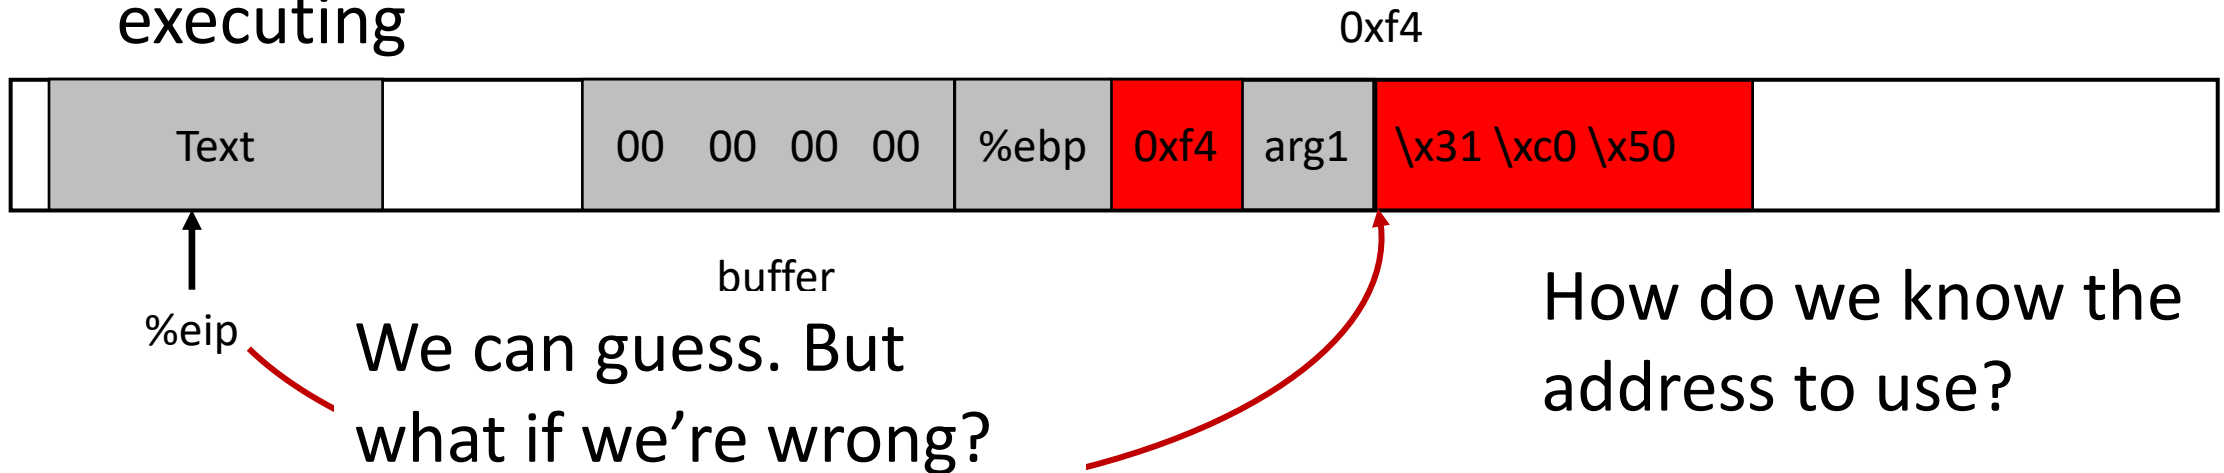 executing
0xf4
Text 00 00 00 00 %ebp 0xf4 arg1 \x31 \xc0 \x50
buffer
%eip
We can guess. But
what if we’re wrong?
How do we know the
address to use?